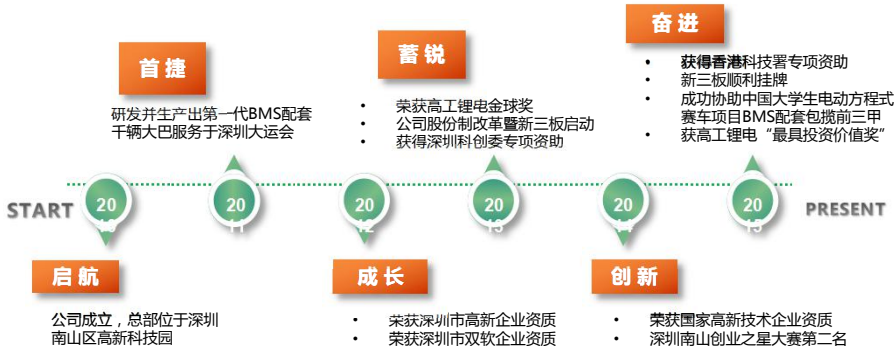 首捷
研发并生产出第一代BMS配套
千辆大巴服务于深圳大运会
蓄锐
• 荣获高工锂电金球奖
• 公司股份制改革暨新三板启动
• 获得深圳科创委专项资助
奋进
• 获得香港科技署专项资助
• 新三板顺利挂牌
• 成功协助中国大学生电动方程式
赛车项目BMS配套包揽前三甲
• 获高工锂电“最具投资价值奖”
START
2010
2011
2012
2013
2014
2015
PRESENT
启航
公司成立，总部位于深圳
南山区高新科技园
成长
• 荣获深圳市高新企业资质
• 荣获深圳市双软企业资质
创新
• 荣获国家高新技术企业资质
• 深圳南山创业之星大赛第二名